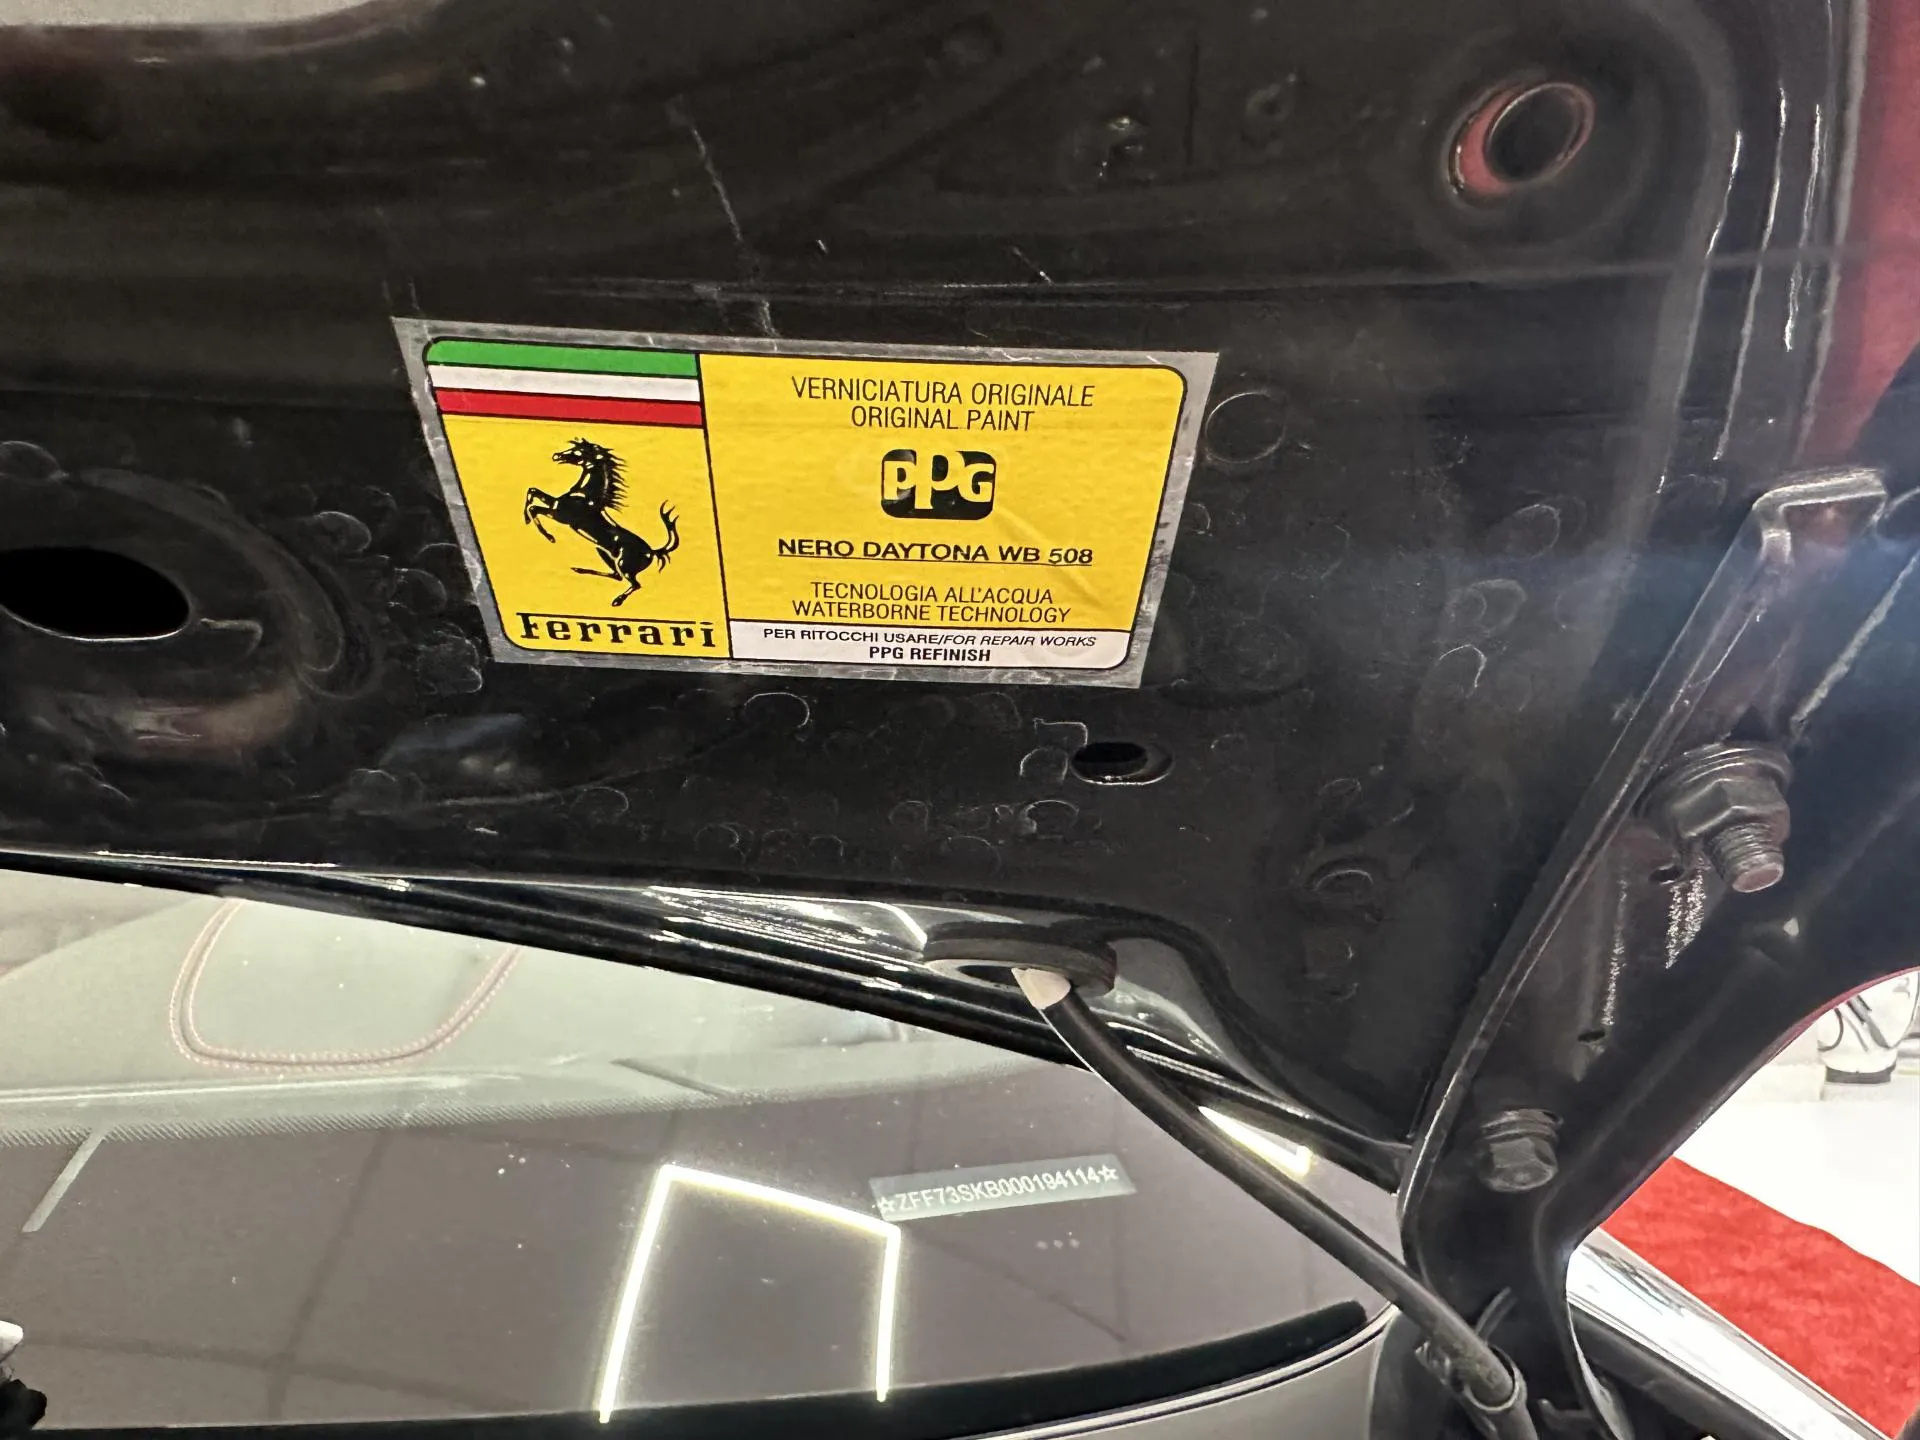 VERNICIATURA ORIGINALE
ORIGINAL PAINT
PPG
NERO DAYTONA WB 508
TECNOLOGIA ALL'ACQUA
WATERBORNE TECHNOLOGY
PER RITOCCHI USARE/FOR REPAIR WORKS
PPG REFINISH
Ferrari
☆ZFF73SKB000194114☆